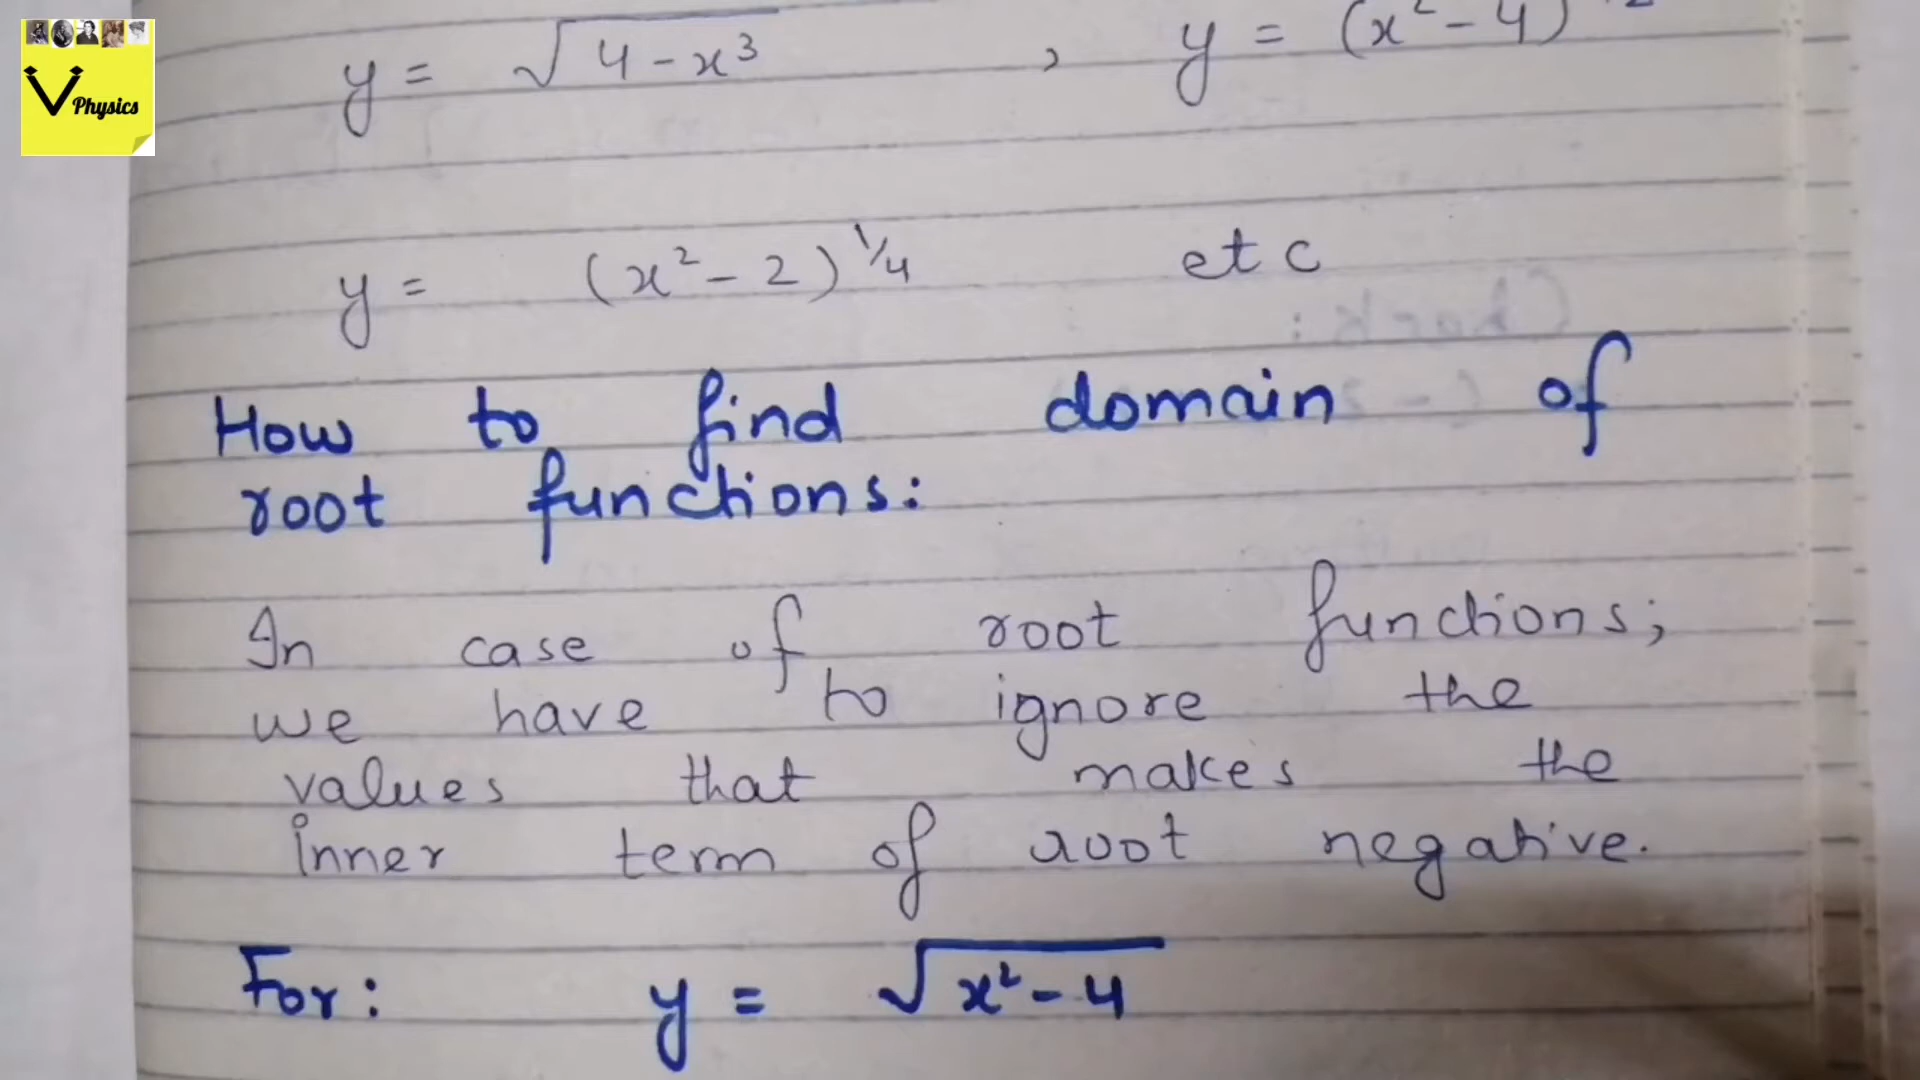 V Physics
y = √4-x³ , y = (x²-4)
y = (x²-2)^1/4 etc
How to find domain of
root functions:
In case of root functions;
we have to ignore the
values that makes the
inner term of root negative.
For: y = √x²-4